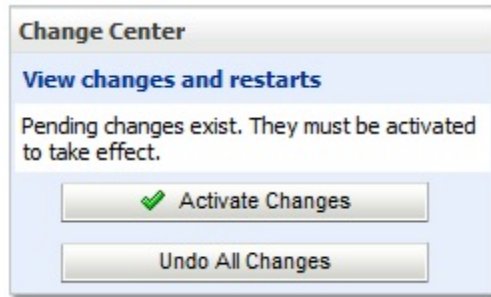 Change Center
View changes and restarts
Pending changes exist. They must be activated
to take effect.
Activate Changes
Undo All Changes